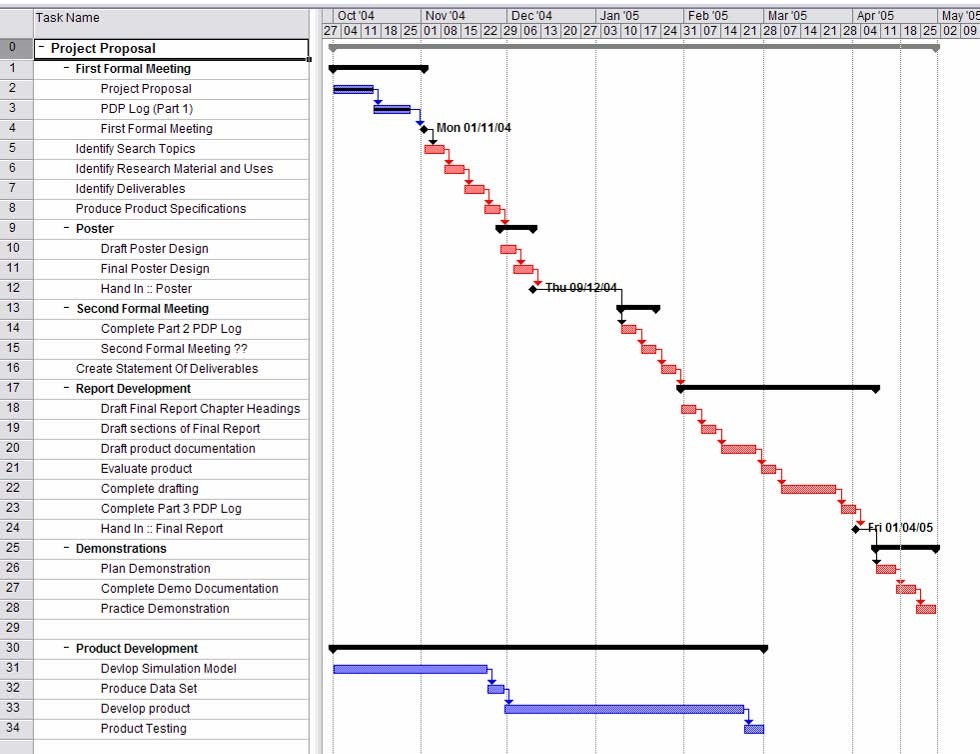 Task Name
Oct '04 Nov '04 Dec '04 Jan '05 Feb '05 Mar '05 Apr '05 May '05
27 04 11 18 25 01 08 15 22 29 06 13 20 27 03 10 17 24 31 07 14 21 28 07 14 21 28 04 11 18 25 02 09
0 − Project Proposal
1 − First Formal Meeting
2 Project Proposal
3 PDP Log (Part 1)
4 First Formal Meeting Mon 01/11/04
5 Identify Search Topics
6 Identify Research Material and Uses
7 Identify Deliverables
8 Produce Product Specifications
9 − Poster
10 Draft Poster Design
11 Final Poster Design
12 Hand In :: Poster Thu 09/12/04
13 − Second Formal Meeting
14 Complete Part 2 PDP Log
15 Second Formal Meeting ??
16 Create Statement Of Deliverables
17 − Report Development
18 Draft Final Report Chapter Headings
19 Draft sections of Final Report
20 Draft product documentation
21 Evaluate product
22 Complete drafting
23 Complete Part 3 PDP Log
24 Hand In :: Final Report Fri 01/04/05
25 − Demonstrations
26 Plan Demonstration
27 Complete Demo Documentation
28 Practice Demonstration
29
30 − Product Development
31 Devlop Simulation Model
32 Produce Data Set
33 Develop product
34 Product Testing